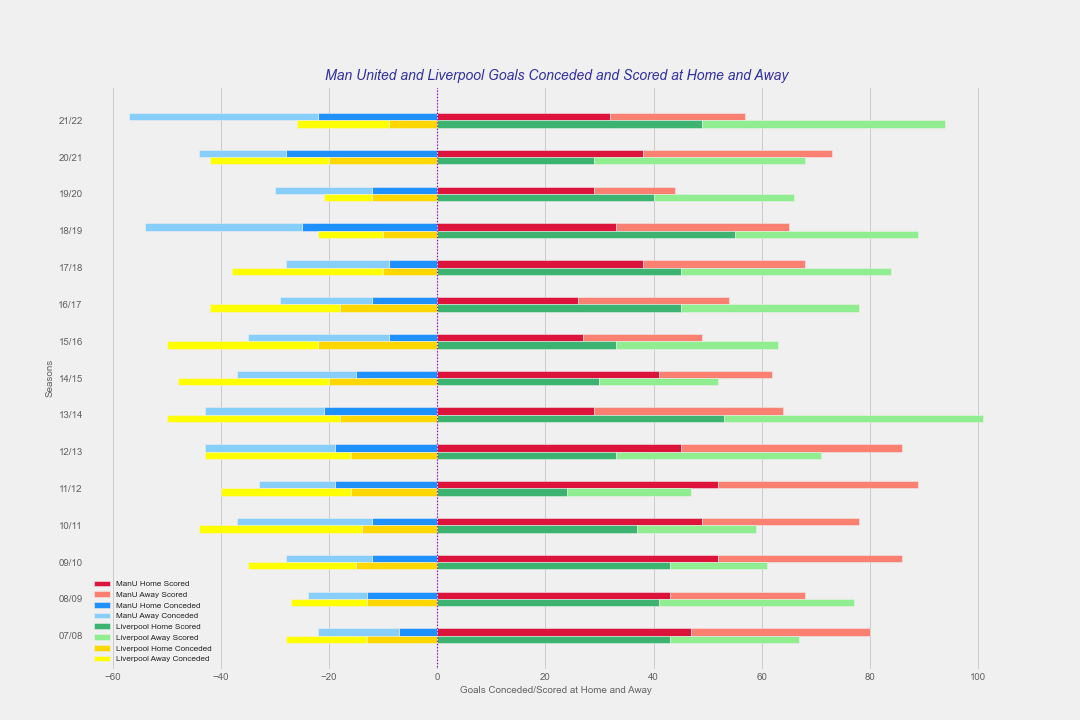 Man United and Liverpool Goals Conceded and Scored at Home and Away
21/22
20/21
19/20
18/19
17/18
16/17
15/16
14/15
13/14
12/13
11/12
10/11
09/10
08/09
07/08
Seasons
ManU Home Scored
ManU Away Scored
ManU Home Conceded
ManU Away Conceded
Liverpool Home Scored
Liverpool Away Scored
Liverpool Home Conceded
Liverpool Away Conceded
−60 −40 −20 0 20 40 60 80 100
Goals Conceded/Scored at Home and Away